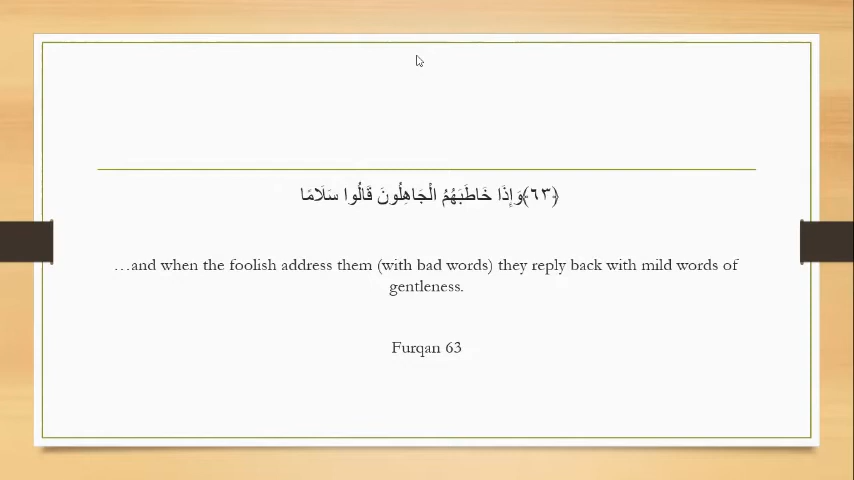 ﴿٦٣﴾وَإِذَا خَاطَبَهُمُ الْجَاهِلُونَ قَالُوا سَلَامًا
…and when the foolish address them (with bad words) they reply back with mild words of
gentleness.
Furqan 63